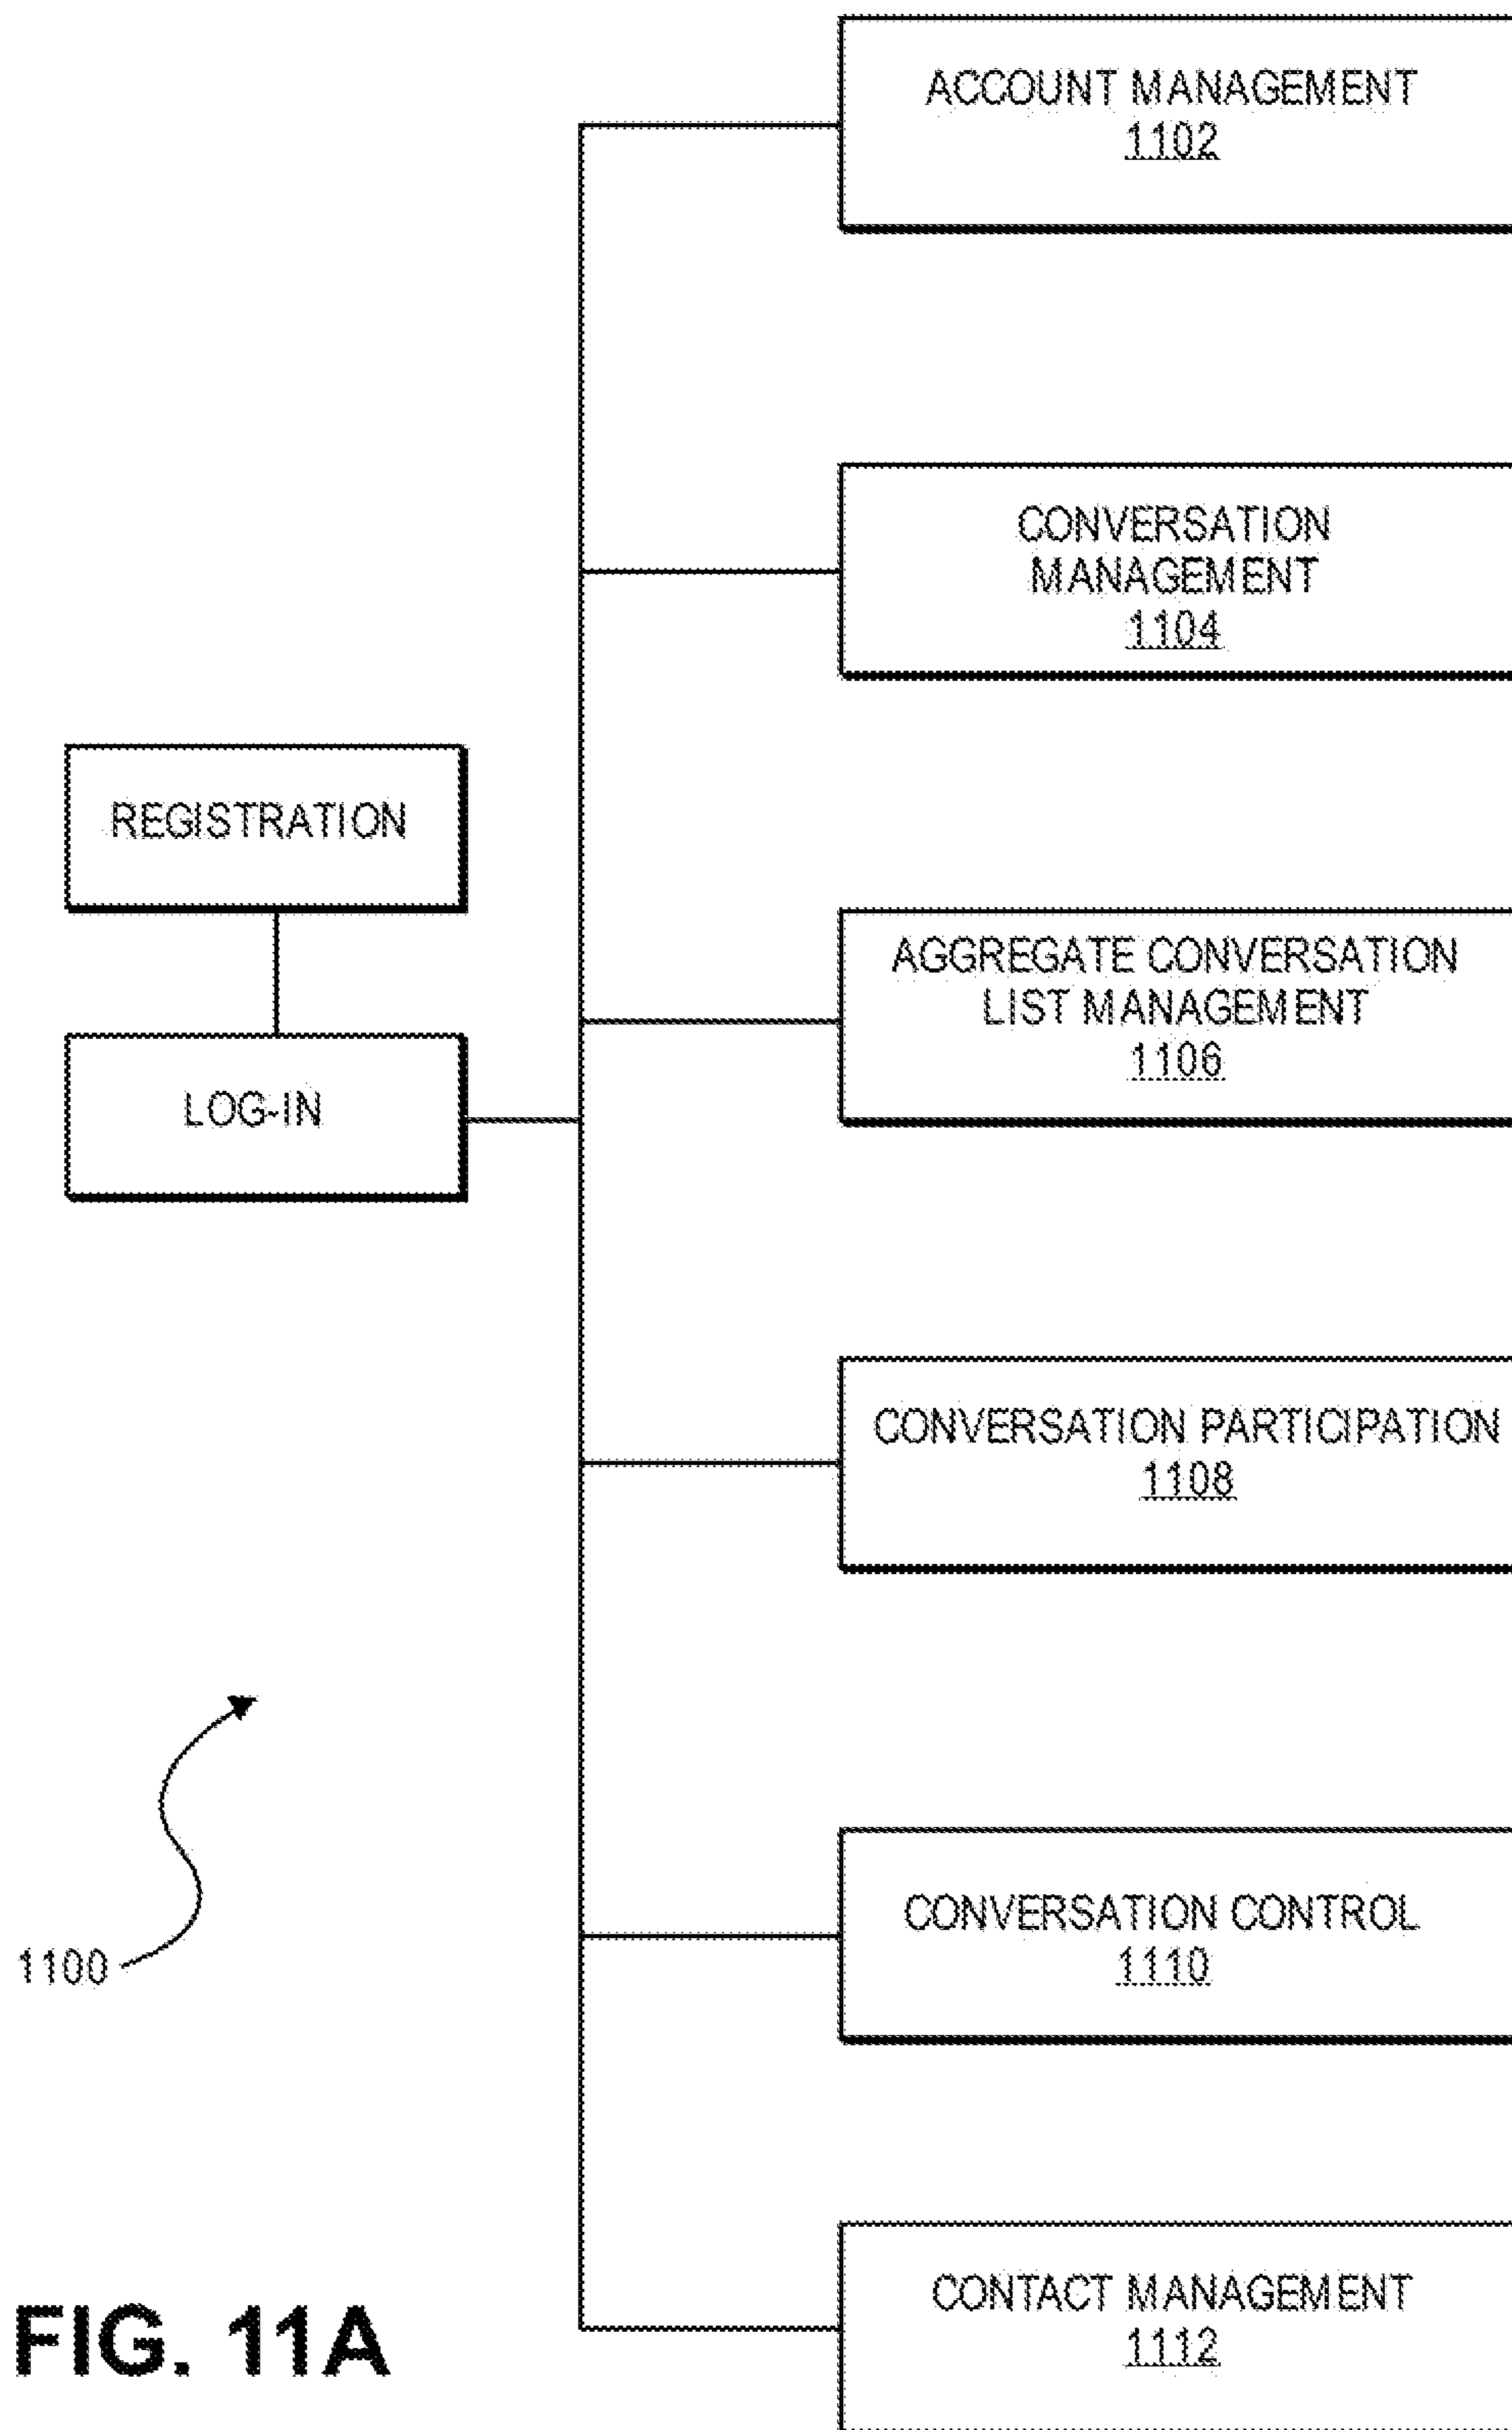 ACCOUNT MANAGEMENT
1102
CONVERSATION
MANAGEMENT
1104
REGISTRATION
AGGREGATE CONVERSATION
LIST MANAGEMENT
1106
LOG-IN
CONVERSATION PARTICIPATION
1108
CONVERSATION CONTROL
1110
1100
CONTACT MANAGEMENT
1112
FIG. 11A